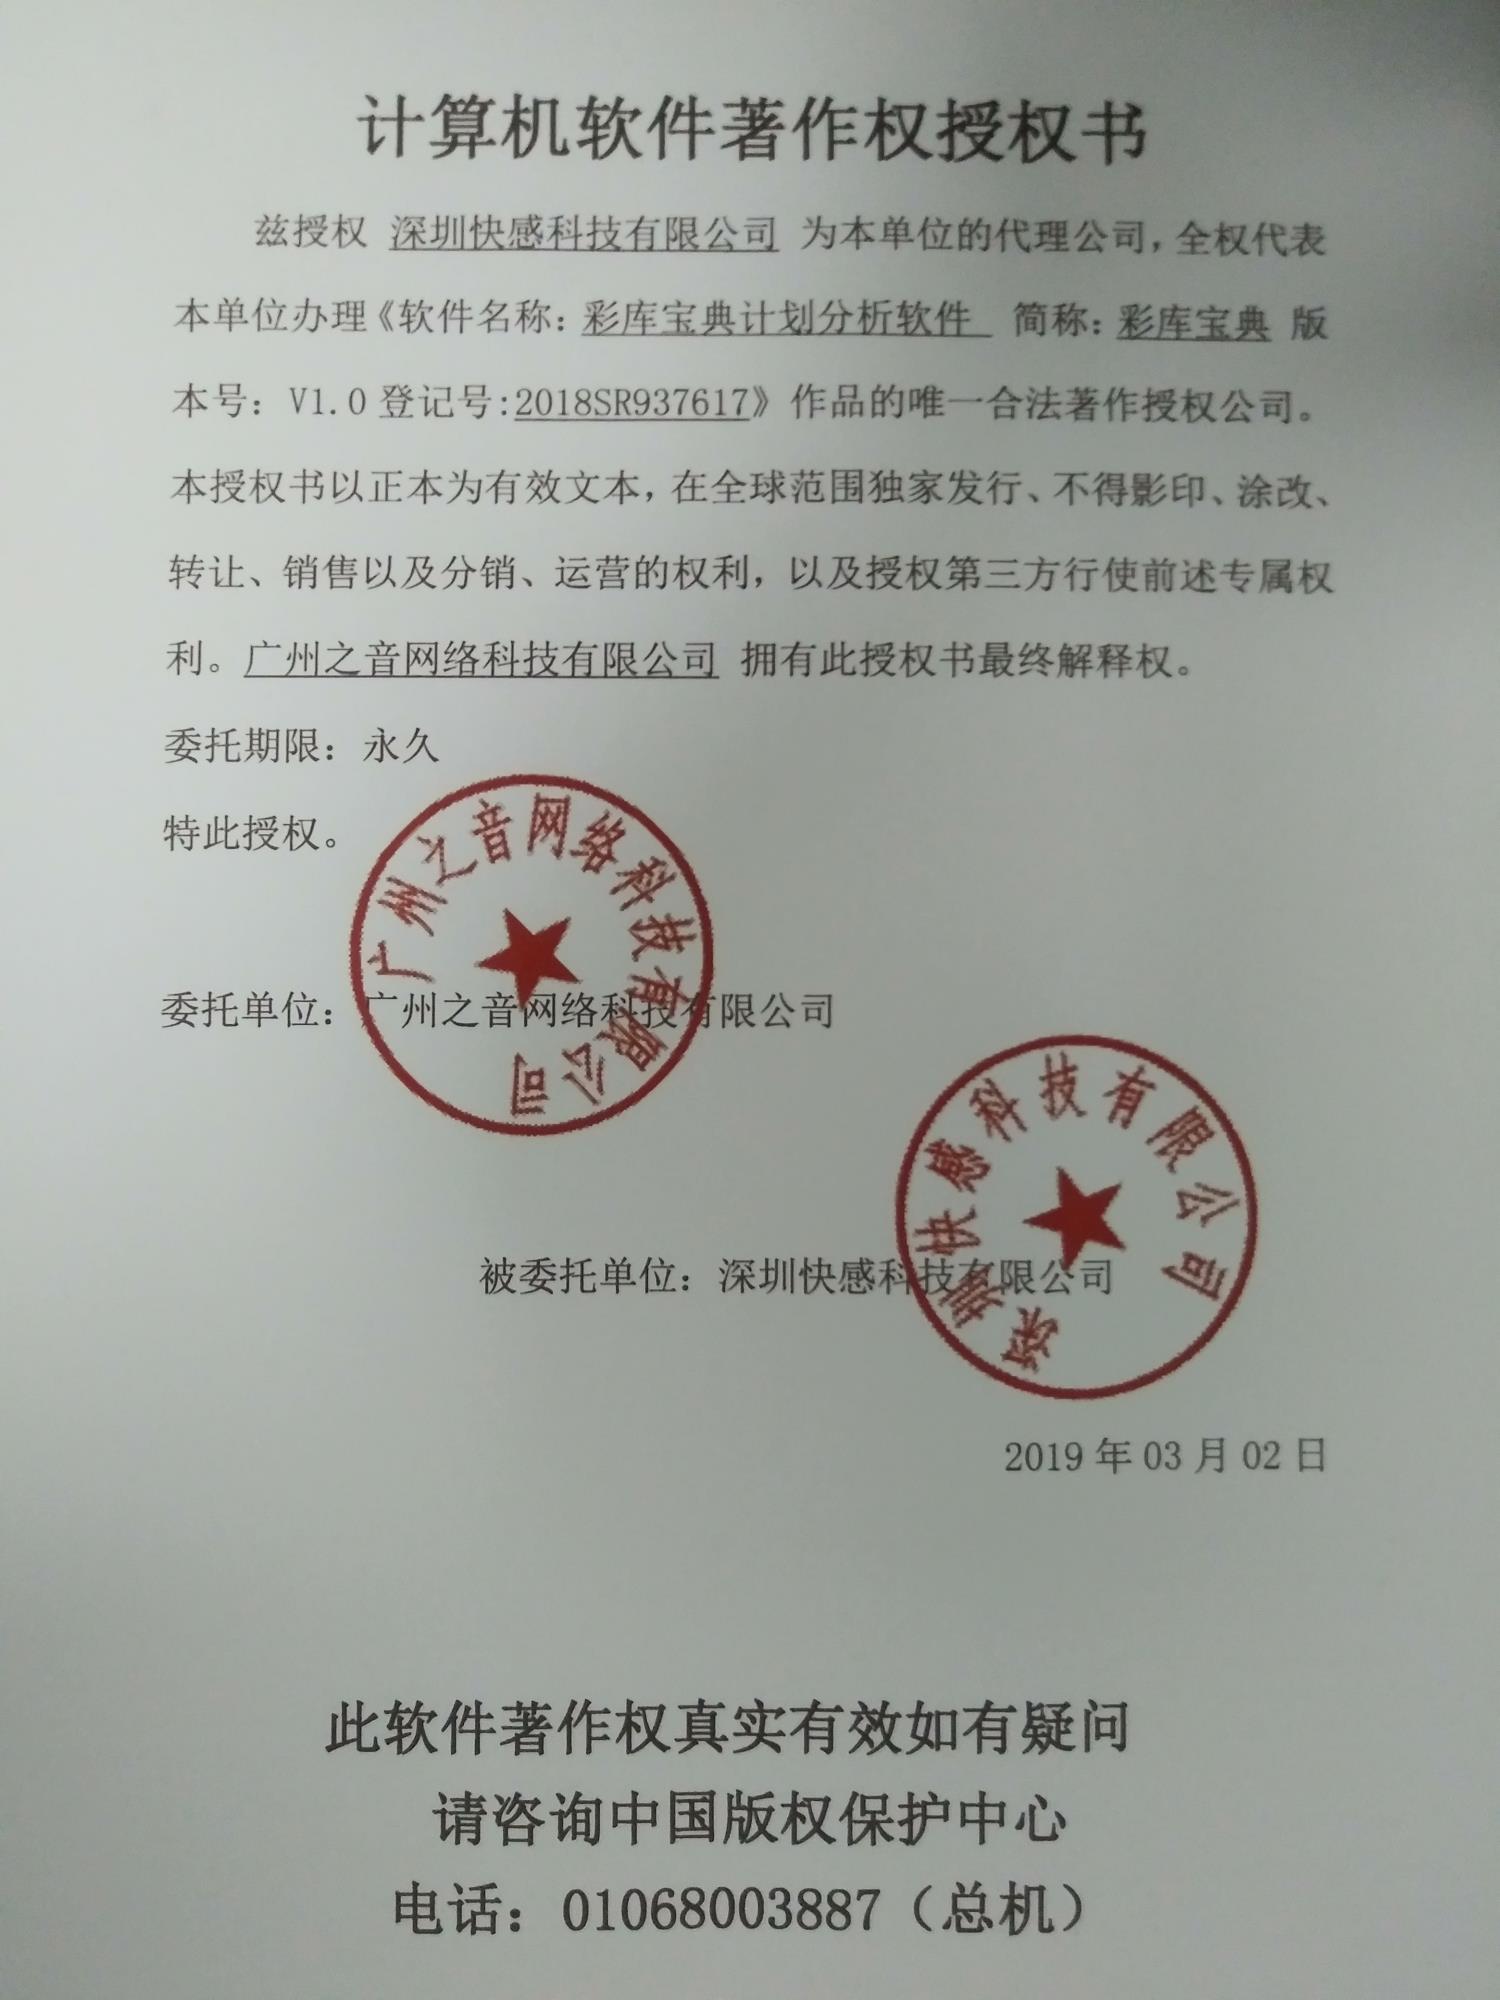 计算机软件著作权授权书
兹授权 深圳快感科技有限公司 为本单位的代理公司，全权代表
本单位办理《软件名称：彩库宝典计划分析软件 简称：彩库宝典 版
本号：V1.0 登记号:2018SR937617》作品的唯一合法著作授权公司。
本授权书以正本为有效文本，在全球范围独家发行、不得影印、涂改、
转让、销售以及分销、运营的权利，以及授权第三方行使前述专属权
利。广州之音网络科技有限公司 拥有此授权书最终解释权。
委托期限：永久
特此授权。
广州之音网络科技有限公司
委托单位：广州之音网络科技有限公司
深圳快感科技有限公司
被委托单位：深圳快感科技有限公司
2019 年 03 月 02 日
此软件著作权真实有效如有疑问
请咨询中国版权保护中心
电话：01068003887（总机）